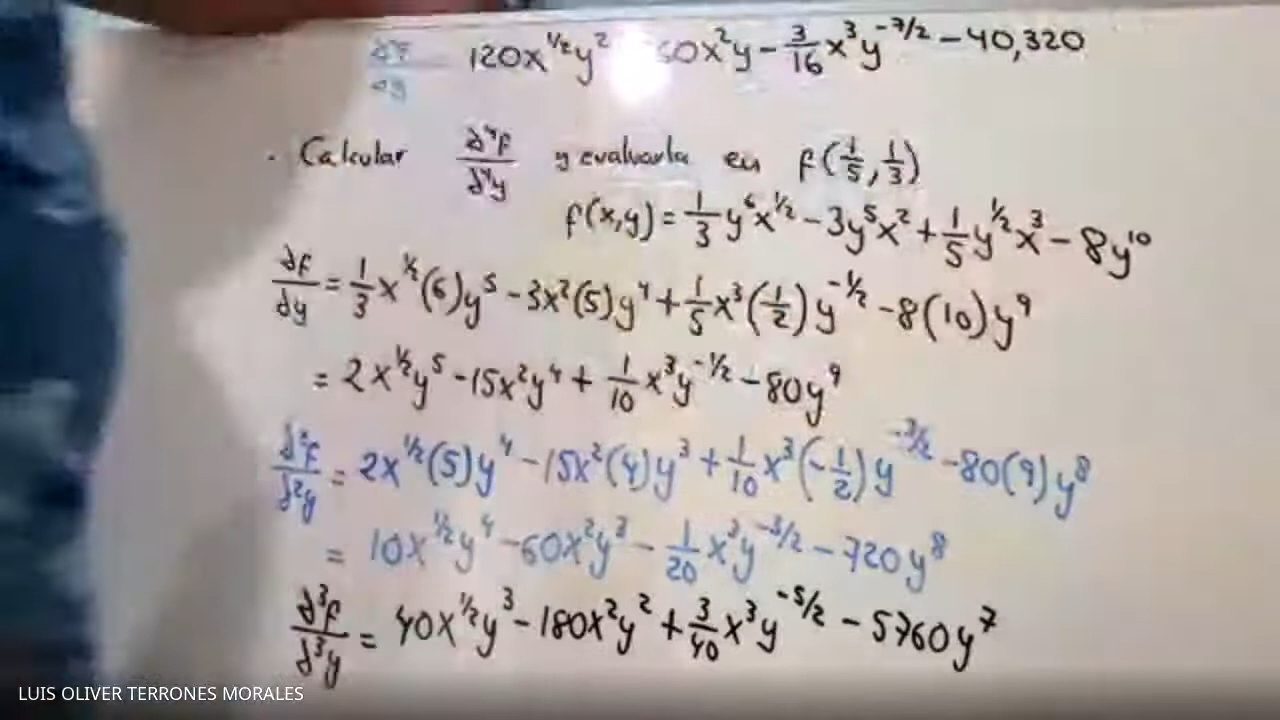 ∂f/∂y 120x^1/2 y^2 60x^2y - 3/16 x^3 y^-7/2 - 40,320
. Calcular ∂^4f/∂^4y y evaluarla en f(1/5, 1/3)
f(x,y) = 1/3 y^6 x^1/2 - 3y^5x^2 + 1/5 y^1/2 x^3 - 8y^10
∂f/∂y = 1/3 x^1/2 (6)y^5 - 3x^2(5)y^4 + 1/5 x^3 (1/2) y^-1/2 - 8(10)y^9
= 2x^1/2 y^5 - 15x^2y^4 + 1/10 x^3y^-1/2 - 80y^9
∂^2f/∂^2y = 2x^1/2 (5)y^4 - 15x^2(4)y^3 + 1/10 x^3 (-1/2) y^-3/2 - 80(9)y^8
= 10x^1/2 y^4 - 60x^2y^3 - 1/20 x^3y^-3/2 - 720y^8
∂^3f/∂^3y = 40x^1/2 y^3 - 180x^2y^2 + 3/40 x^3y^-5/2 - 5760y^7
LUIS OLIVER TERRONES MORALES